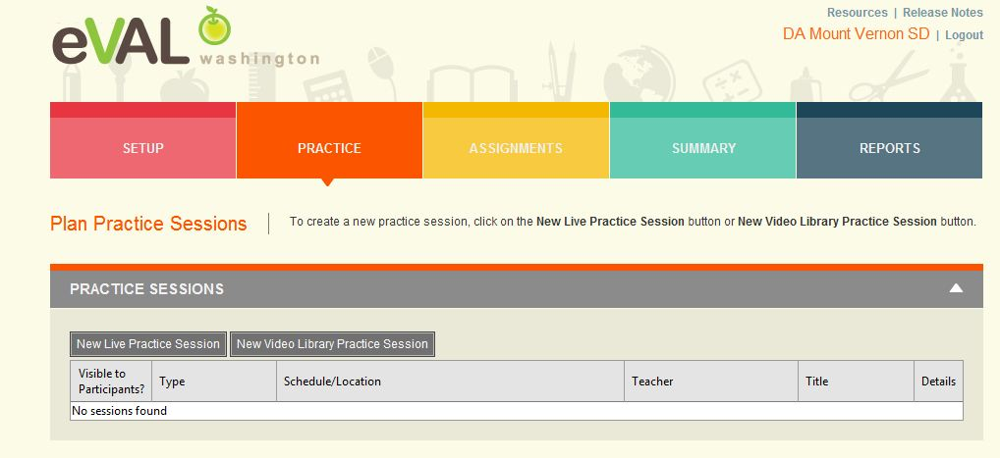 eVAL washington
Resources | Release Notes
DA Mount Vernon SD | Logout
SETUP
PRACTICE
ASSIGNMENTS
SUMMARY
REPORTS
Plan Practice Sessions
To create a new practice session, click on the New Live Practice Session button or New Video Library Practice Session button.
PRACTICE SESSIONS
New Live Practice Session
New Video Library Practice Session
Visible to
Participants?
Type
Schedule/Location
Teacher
Title
Details
No sessions found